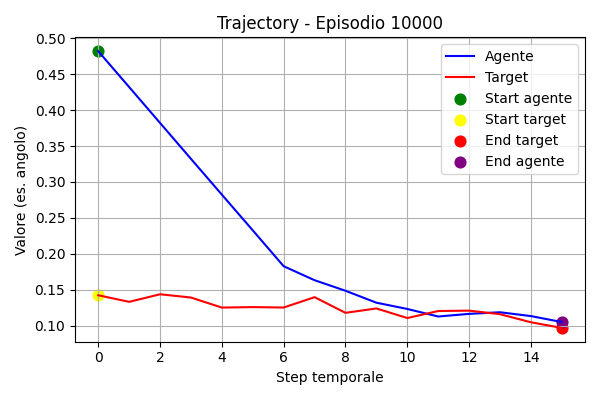 Trajectory - Episodio 10000
Valore (es. angolo)
0.50
0.45
0.40
0.35
0.30
0.25
0.20
0.15
0.10
Agente
Target
Start agente
Start target
End target
End agente
0 2 4 6 8 10 12 14
Step temporale